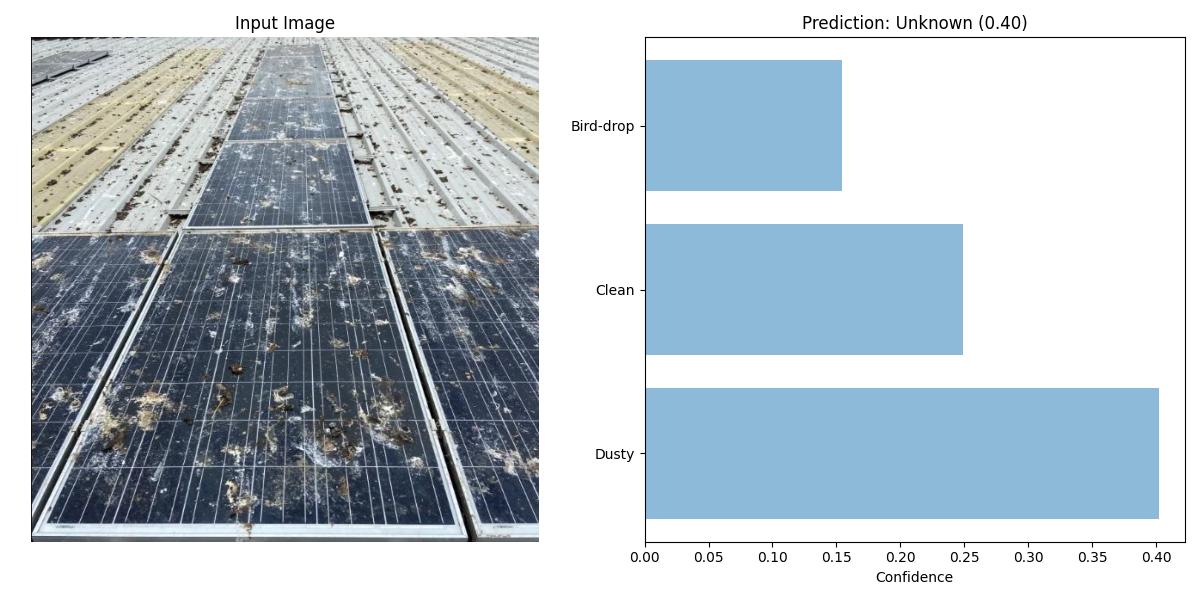 Input Image
Prediction: Unknown (0.40)
Bird-drop
Clean
Dusty
0.00 0.05 0.10 0.15 0.20 0.25 0.30 0.35 0.40
Confidence